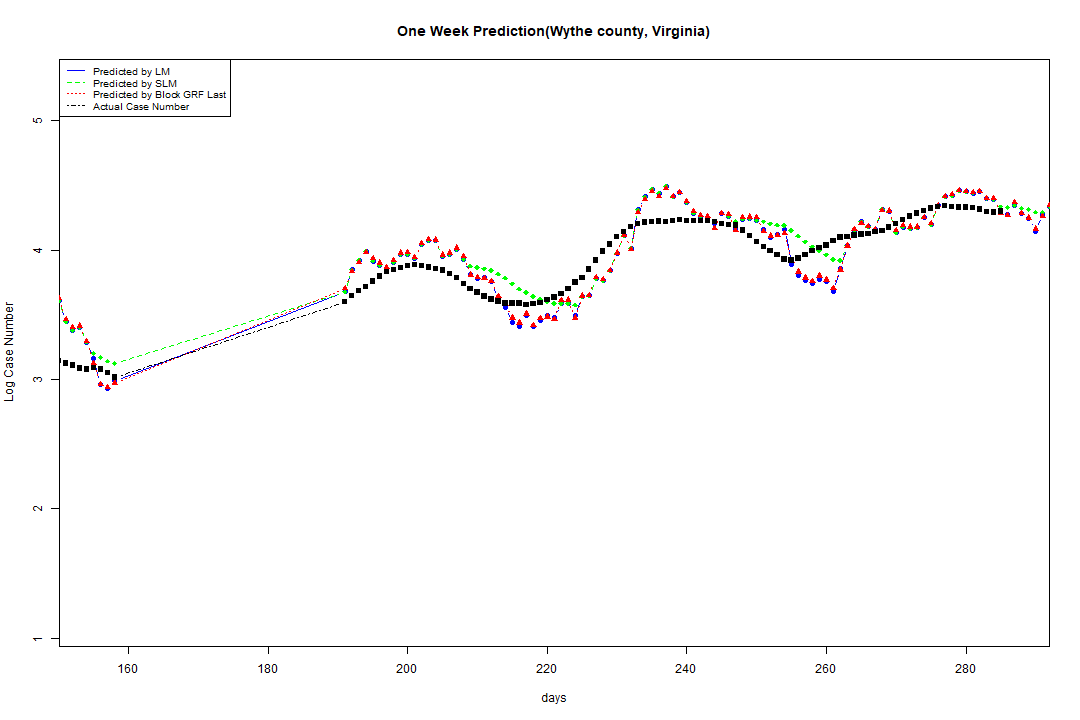 One Week Prediction(Wythe county, Virginia)
Predicted by LM
Predicted by SLM
Predicted by Block GRF Last
Actual Case Number
5
4
3
2
1
Log Case Number
160 180 200 220 240 260 280
days